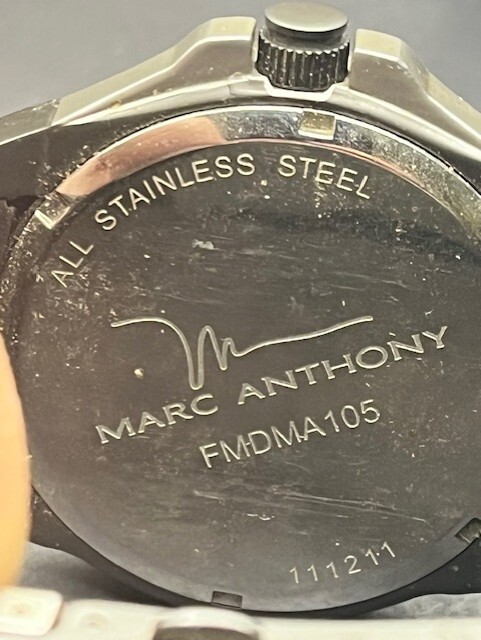 ALL STAINLESS STEEL
MARC ANTHONY
FMDMA105
111211